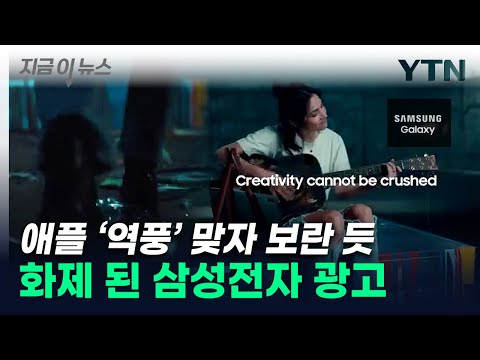 지금 이 뉴스
YTN
SAMSUNG
Galaxy
Creativity cannot be crushed
애플 ‘역풍’ 맞자 보란 듯
화제 된 삼성전자 광고